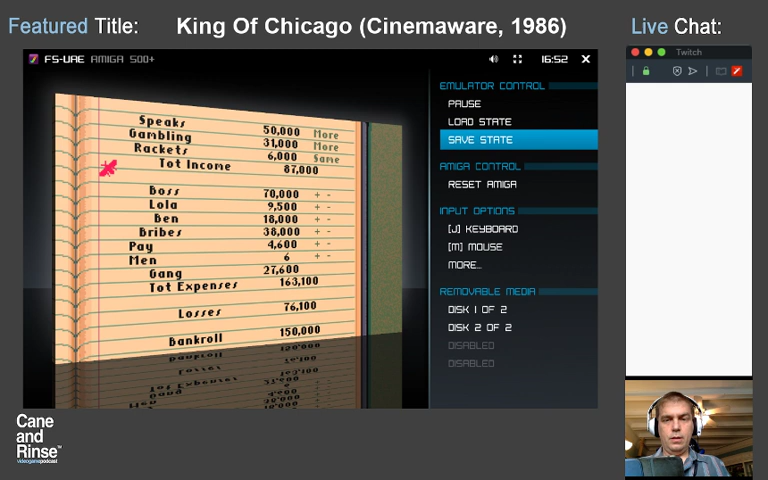 Featured Title: King Of Chicago (Cinemaware, 1986)
Live Chat:
FS-UAE AMIGA 500+ 16:52 X
Twitch
Speaks 50,000 More
Gambling 31,000 More
Rackets 6,000 Same
Tot Income 87,000
Boss 70,000 + -
Lola 9,500 + -
Ben 18,000 + -
Bribes 38,000 + -
Pay 4,600 + -
Men 6 + -
Gang 27,600
Tot Expenses 163,100
Losses 76,100
Bankroll 150,000
EMULATOR CONTROL
PAUSE
LOAD STATE
SAVE STATE
AMIGA CONTROL
RESET AMIGA
INPUT OPTIONS
[J] KEYBOARD
[M] MOUSE
MORE...
REMOVABLE MEDIA
DISK 1 OF 2
DISK 2 OF 2
DISABLED
DISABLED
Cane
and
Rinse™
videogamepodcast